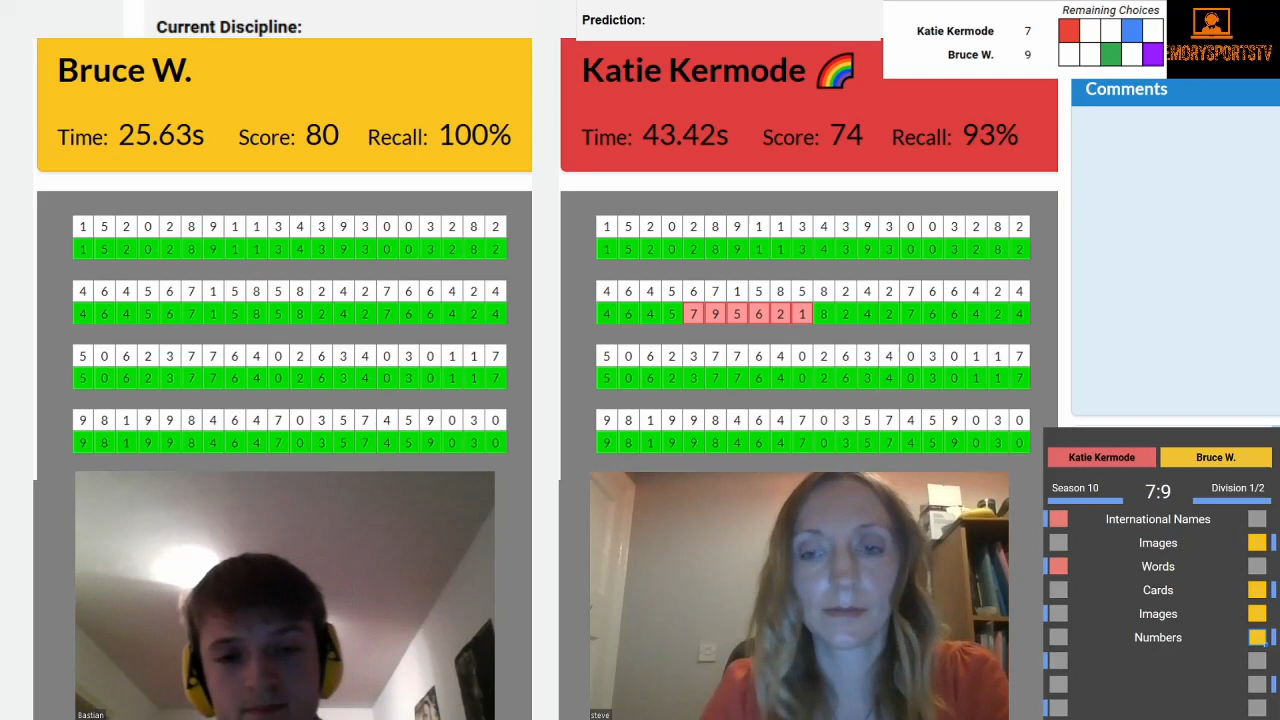 Current Discipline:
Prediction:
Remaining Choices
Katie Kermode 7
Bruce W. 9
EMORYSPORTSTV
Bruce W.
Time: 25.63s Score: 80 Recall: 100%
Katie Kermode 🌈
Time: 43.42s Score: 74 Recall: 93%
Comments
1 5 2 0 2 8 9 1 1 3 4 3 9 3 0 0 3 2 8 2
1 5 2 0 2 8 9 1 1 3 4 3 9 3 0 0 3 2 8 2
4 6 4 5 6 7 1 5 8 5 8 2 4 2 7 6 6 4 2 4
4 6 4 5 6 7 1 5 8 5 8 2 4 2 7 6 6 4 2 4
5 0 6 2 3 7 7 6 4 0 2 6 3 4 0 3 0 1 1 7
5 0 6 2 3 7 7 6 4 0 2 6 3 4 0 3 0 1 1 7
9 8 1 9 9 8 4 6 4 7 0 3 5 7 4 5 9 0 3 0
9 8 1 9 9 8 4 6 4 7 0 3 5 7 4 5 9 0 3 0
1 5 2 0 2 8 9 1 1 3 4 3 9 3 0 0 3 2 8 2
1 5 2 0 2 8 9 1 1 3 4 3 9 3 0 0 3 2 8 2
4 6 4 5 6 7 1 5 8 5 8 2 4 2 7 6 6 4 2 4
4 6 4 5 7 9 5 6 2 1 8 2 4 2 7 6 6 4 2 4
5 0 6 2 3 7 7 6 4 0 2 6 3 4 0 3 0 1 1 7
5 0 6 2 3 7 7 6 4 0 2 6 3 4 0 3 0 1 1 7
9 8 1 9 9 8 4 6 4 7 0 3 5 7 4 5 9 0 3 0
9 8 1 9 9 8 4 6 4 7 0 3 5 7 4 5 9 0 3 0
Katie Kermode Bruce W.
Season 10 7:9 Division 1/2
International Names
Images
Words
Cards
Images
Numbers
Bastian
steve